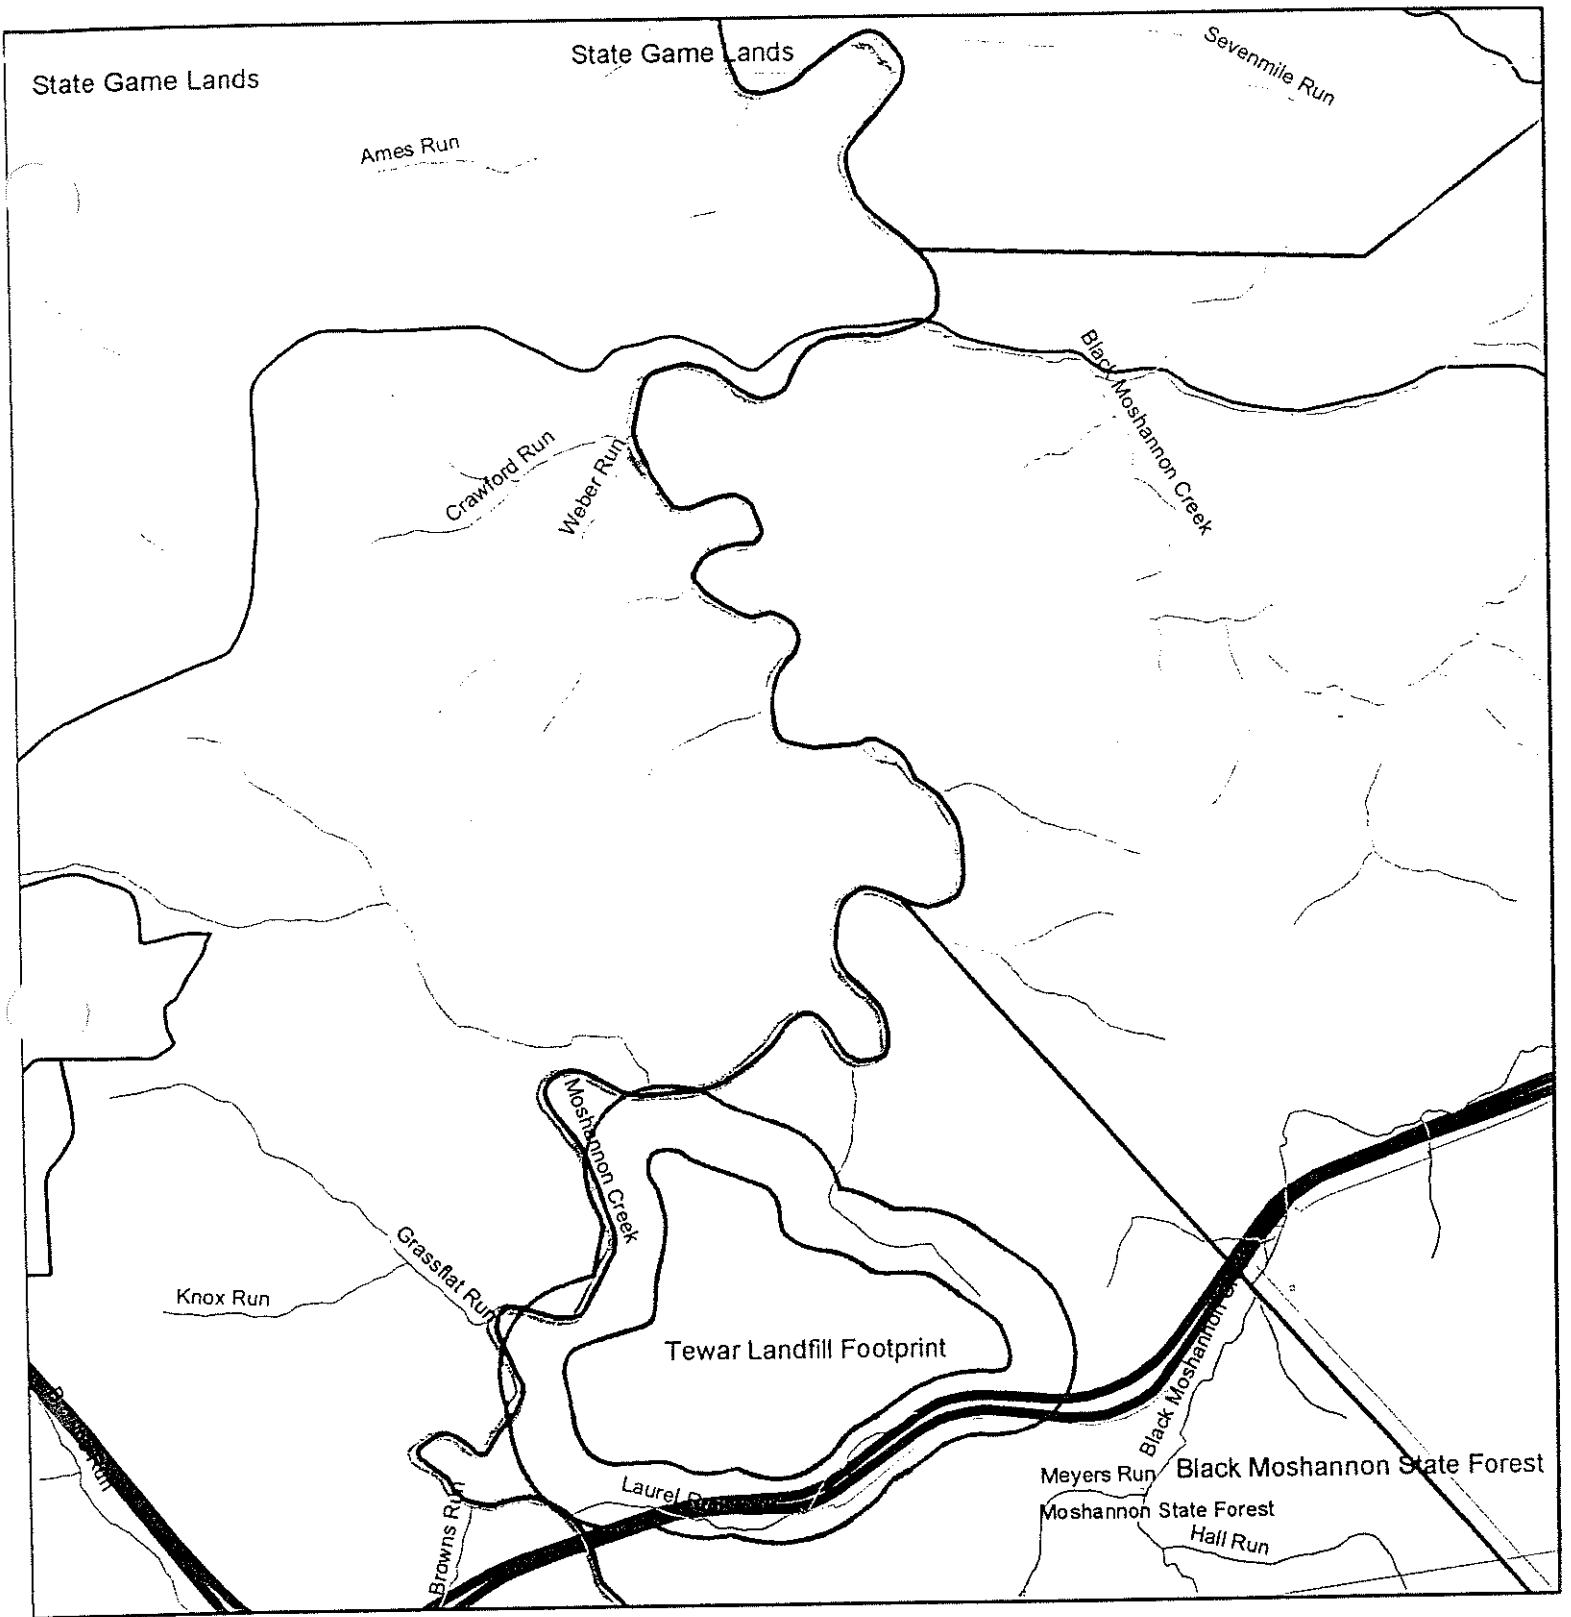 State Game Lands
State Game Lands
Sevenmile Run
Ames Run
Black Moshannon Creek
Crawford Run
Weber Run
Moshannon Creek
Grassflat Run
Knox Run
Tewar Landfill Footprint
Black Moshannon
Run
Laurel
Meyers Run
Black Moshannon State Forest
Moshannon State Forest
Hall Run
Browns Run